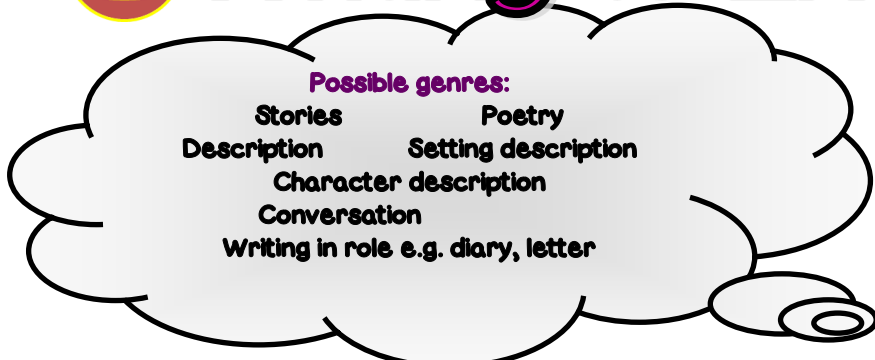 Possible genres:
Stories Poetry
Description Setting description
Character description
Conversation
Writing in role e.g. diary, letter